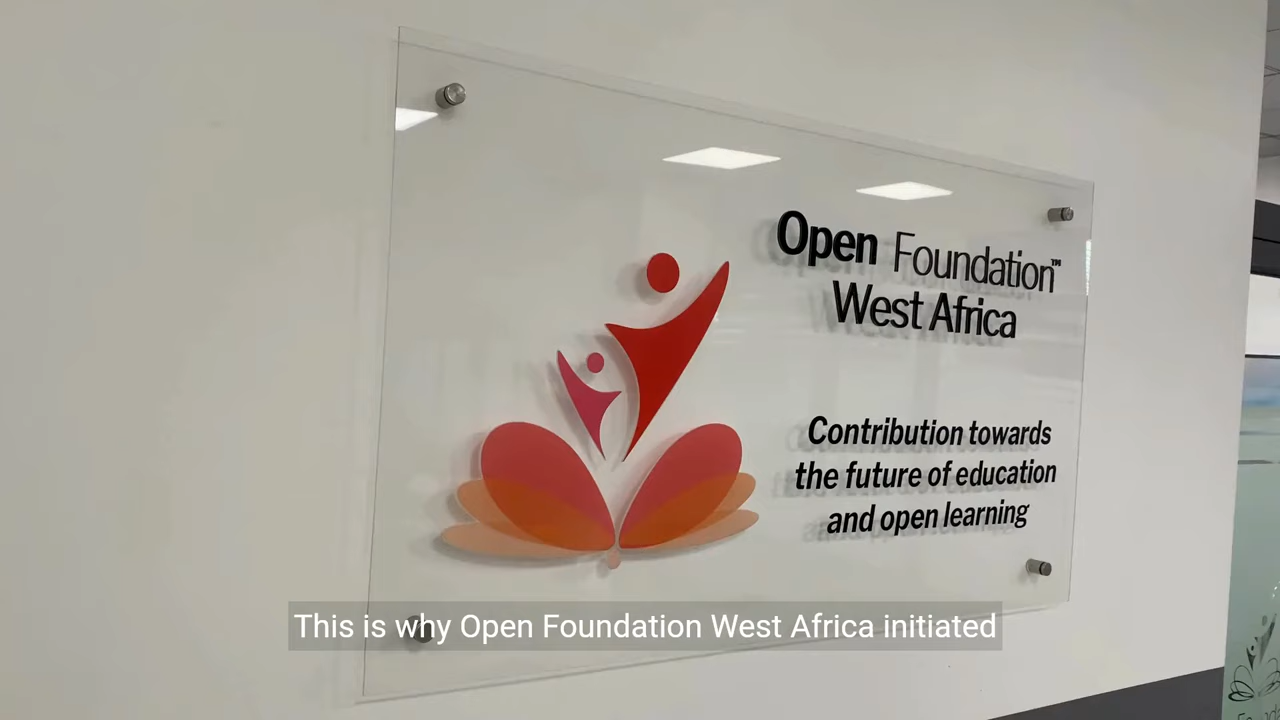 Open Foundation™
West Africa
Contribution towards
the future of education
and open learning
This is why Open Foundation West Africa initiated